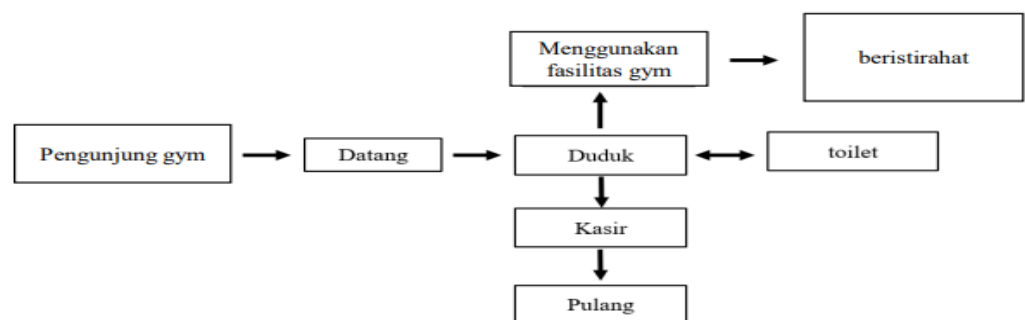 Menggunakan
fasilitas gym
beristirahat
Pengunjung gym
Datang
Duduk
toilet
Kasir
Pulang